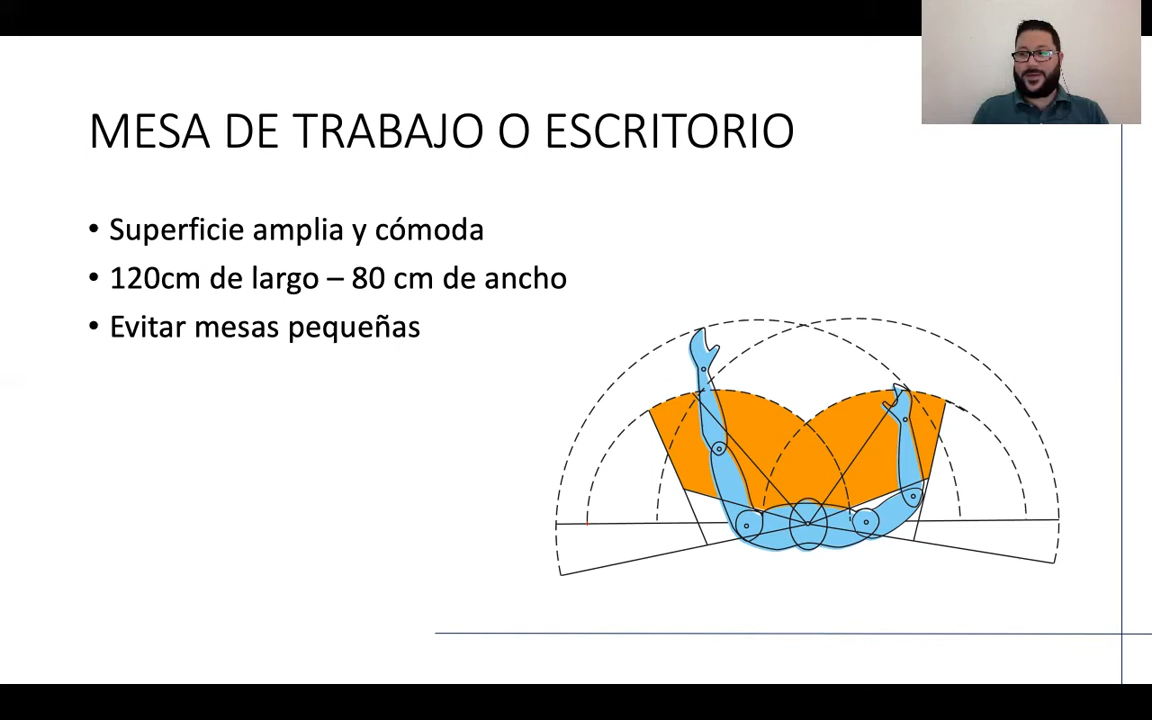 MESA DE TRABAJO O ESCRITORIO
• Superficie amplia y cómoda
• 120cm de largo – 80 cm de ancho
• Evitar mesas pequeñas